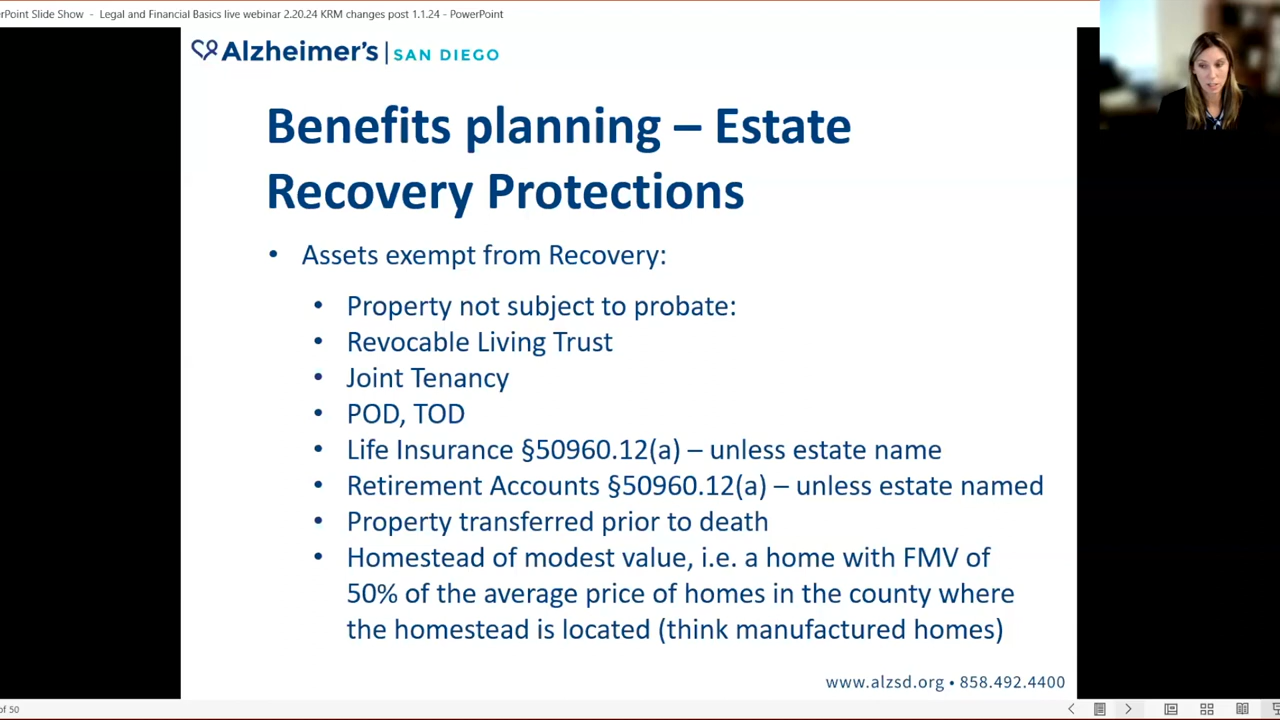 erPoint Slide Show - Legal and Financial Basics live webinar 2.20.24 KRM changes post 1.1.24 - PowerPoint
Alzheimer's | SAN DIEGO
Benefits planning – Estate
Recovery Protections
• Assets exempt from Recovery:
• Property not subject to probate:
• Revocable Living Trust
• Joint Tenancy
• POD, TOD
• Life Insurance §50960.12(a) – unless estate name
• Retirement Accounts §50960.12(a) – unless estate named
• Property transferred prior to death
• Homestead of modest value, i.e. a home with FMV of
50% of the average price of homes in the county where
the homestead is located (think manufactured homes)
www.alzsd.org • 858.492.4400
of 50